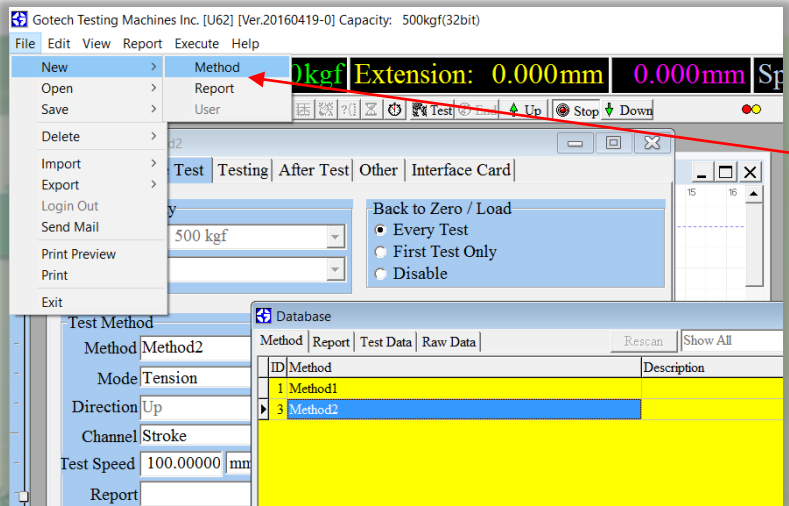 Gotech Testing Machines Inc. [U62] [Ver.20160419-0] Capacity: 500kgf(32bit)
File Edit View Report Execute Help
New > Method
0kgf Extension: 0.000mm 0.000mm Sp
Open > Report
Save > User
Test End Up Stop Down
Delete >
d2
Import >
Test Testing After Test Other Interface Card
Export >
15 16
Login Out
y
Back to Zero / Load
Send Mail
500 kgf
Every Test
Print Preview
First Test Only
Print
Disable
Exit
Database
Test Method
Method Method2
Method Report Test Data Raw Data Rescan Show All
ID Method Description
Mode Tension
1 Method1
Direction Up
3 Method2
Channel Stroke
Test Speed 100.00000 mm
Report